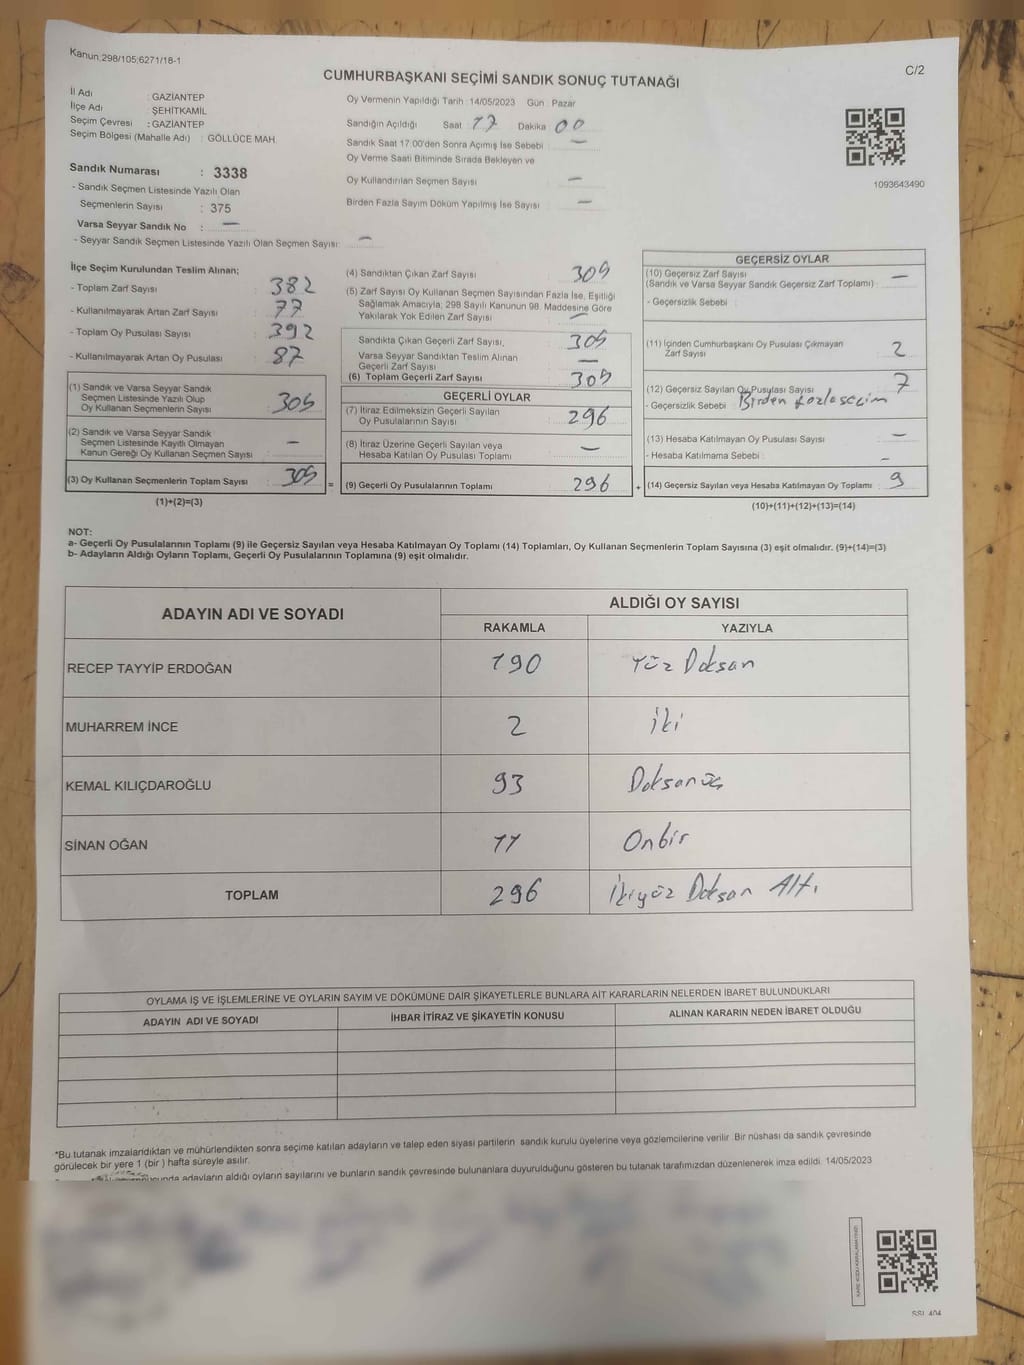 Kanun;298/105;6271/18-1
C/2
CUMHURBAŞKANI SEÇİMİ SANDIK SONUÇ TUTANAĞI
İl Adı : GAZİANTEP
İlçe Adı : ŞEHİTKAMİL
Seçim Çevresi : GAZİANTEP
Seçim Bölgesi (Mahalle Adı) : GÖLLÜCE MAH.
Sandık Numarası : 3338
- Sandık Seçmen Listesinde Yazılı Olan
Seçmenlerin Sayısı : 375
Varsa Seyyar Sandık No : —
- Seyyar Sandık Seçmen Listesinde Yazılı Olan Seçmen Sayısı: —
Oy Vermenin Yapıldığı Tarih :14/05/2023 Gün : Pazar
Sandığın Açıldığı Saat 17 Dakika 00
Sandık Saat 17:00'den Sonra Açımış İse Sebebi : —
Oy Verme Saati Bitiminde Sırada Bekleyen ve
Oy Kullandırılan Seçmen Sayısı —
Birden Fazla Sayım Döküm Yapılmış İse Sayısı : —
1093643490
İlçe Seçim Kurulundan Teslim Alınan;
- Toplam Zarf Sayısı : 382
- Kullanılmayarak Artan Zarf Sayısı : 77
- Toplam Oy Pusulası Sayısı : 392
- Kullanılmayarak Artan Oy Pusulası : 87
(1) Sandık ve Varsa Seyyar Sandık
Seçmen Listesinde Yazılı Olup
Oy Kullanan Seçmenlerin Sayısı : 305
(2) Sandık ve Varsa Seyyar Sandık
Seçmen Listesinde Kayıtlı Olmayan
Kanun Gereği Oy Kullanan Seçmen Sayısı : —
(3) Oy Kullanan Seçmenlerin Toplam Sayısı : 305
(1)+(2)=(3)
=
(4) Sandıktan Çıkan Zarf Sayısı : 305
(5) Zarf Sayısı Oy Kullanan Seçmen Sayısından Fazla İse, Eşitliği
Sağlamak Amacıyla; 298 Sayılı Kanunun 98. Maddesine Göre
Yakılarak Yok Edilen Zarf Sayısı : —
Sandıkta Çıkan Geçerli Zarf Sayısı, : 305
Varsa Seyyar Sandıktan Teslim Alınan
Geçerli Zarf Sayısı : —
(6) Toplam Geçerli Zarf Sayısı : 305
GEÇERLİ OYLAR
(7) İtiraz Edilmeksizin Geçerli Sayılan
Oy Pusulalarının Sayısı : 296
(8) İtiraz Üzerine Geçerli Sayılan veya
Hesaba Katılan Oy Pusulası Toplamı : —
(9) Geçerli Oy Pusulalarının Toplamı : 296
+
GEÇERSİZ OYLAR
(10) Geçersiz Zarf Sayısı
(Sandık ve Varsa Seyyar Sandık Geçersiz Zarf Toplamı) : —
- Geçersizlik Sebebi :
(11) İçinden Cumhurbaşkanı Oy Pusulası Çıkmayan
Zarf Sayısı : 2
(12) Geçersiz Sayılan Oy Pusulası Sayısı : 7
- Geçersizlik Sebebi : Birden fazla seçim
(13) Hesaba Katılmayan Oy Pusulası Sayısı : —
- Hesaba Katılmama Sebebi : —
(14) Geçersiz Sayılan veya Hesaba Katılmayan Oy Toplamı : 9
(10)+(11)+(12)+(13)=(14)
NOT:
a- Geçerli Oy Pusulalarının Toplamı (9) ile Geçersiz Sayılan veya Hesaba Katılmayan Oy Toplamı (14) Toplamları, Oy Kullanan Seçmenlerin Toplam Sayısına (3) eşit olmalıdır. (9)+(14)=(3)
b- Adayların Aldığı Oyların Toplamı, Geçerli Oy Pusulalarının Toplamına (9) eşit olmalıdır.
ADAYIN ADI VE SOYADI
ALDIĞI OY SAYISI
RAKAMLA YAZIYLA
RECEP TAYYİP ERDOĞAN 190 Yüz Doksan
MUHARREM İNCE 2 İki
KEMAL KILIÇDAROĞLU 93 Doksanüç
SİNAN OĞAN 11 Onbir
TOPLAM 296 İkiyüz Doksan Altı
OYLAMA İŞ VE İŞLEMLERİNE VE OYLARIN SAYIM VE DÖKÜMÜNE DAİR ŞİKAYETLERLE BUNLARA AİT KARARLARIN NELERDEN İBARET BULUNDUKLARI
ADAYIN ADI VE SOYADI İHBAR İTİRAZ VE ŞİKAYETİN KONUSU ALINAN KARARIN NEDEN İBARET OLDUĞU
*Bu tutanak imzalandıktan ve mühürlendikten sonra seçime katılan adayların ve talep eden siyasi partilerin sandık kurulu üyelerine veya gözlemcilerine verilir. Bir nüshası da sandık çevresinde
görülecek bir yere 1 (bir ) hafta süreyle asılır.
adayların aldığı oyların sayılarını ve bunların sandık çevresinde bulunanlara duyurulduğunu gösteren bu tutanak tarafımızdan düzenlenerek imza edildi. 14/05/2023
KARE KODU KARALAMAYINIZ!